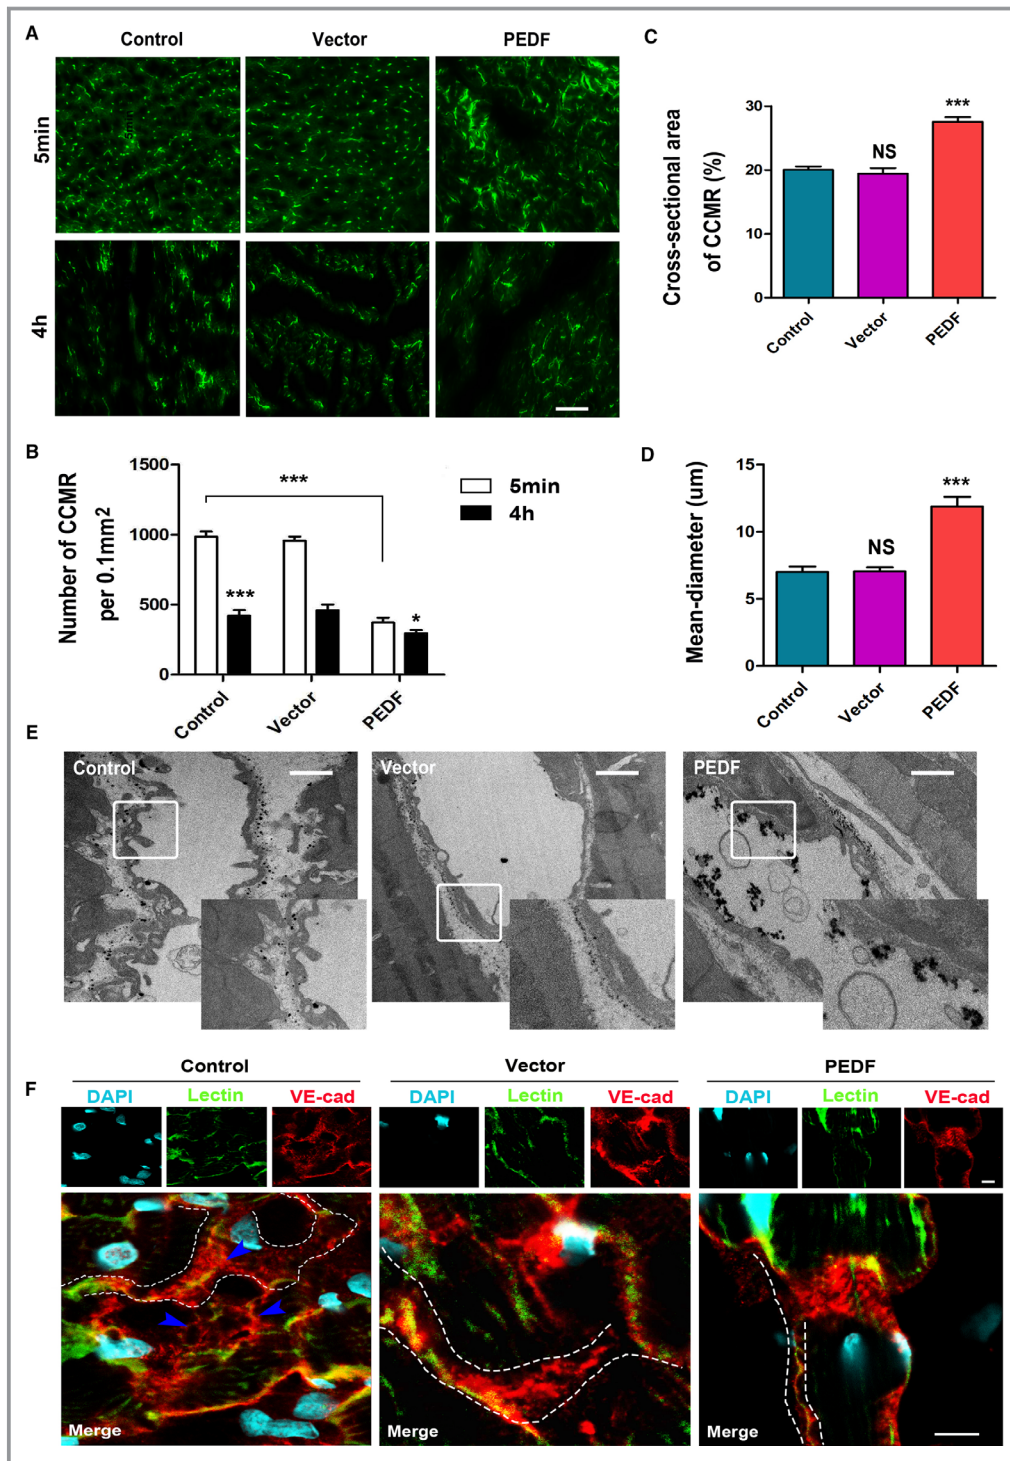 A
Control
Vector
PEDF
5min
4h
B
Number of CCMR
per 0.1mm2
1500
1000
500
0
***
***
*
5min
4h
Control
Vector
PEDF
C
Cross-sectional area
of CCMR (%)
30
20
10
0
NS
***
Control
Vector
PEDF
D
Mean-diameter (um)
15
10
5
0
NS
***
Control
Vector
PEDF
E
Control
Vector
PEDF
F
Control
Vector
PEDF
DAPI
Lectin
VE-cad
DAPI
Lectin
VE-cad
DAPI
Lectin
VE-cad
Merge
Merge
Merge